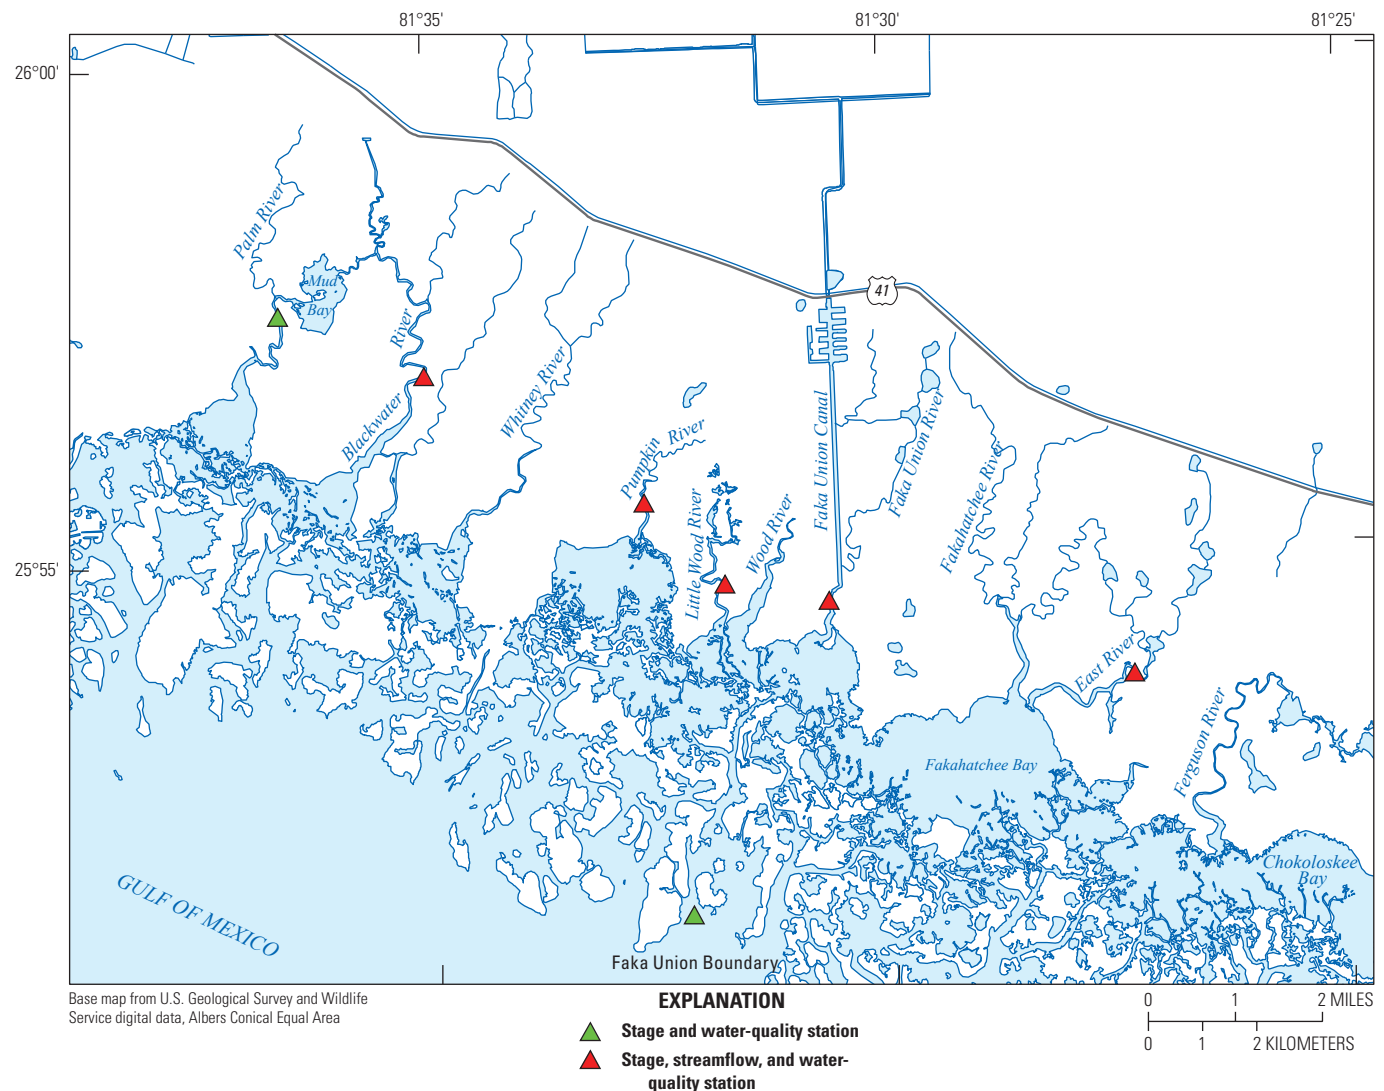 81°35'
81°30'
81°25'
26°00'
Palm River
Mud
Bay
River
41
Whitney River
Blackwater
Pumpkin River
Little Wood River
Wood River
Faka Union Canal
Faka Union River
Fakahatchee River
25°55'
East River
Ferguson River
Fakahatchee Bay
Chokoloskee
Bay
GULF OF MEXICO
Faka Union Boundary
Base map from U.S. Geological Survey and Wildlife
Service digital data, Albers Conical Equal Area
EXPLANATION
Stage and water-quality station
Stage, streamflow, and water-
quality station
0 1 2 MILES
0 1 2 KILOMETERS